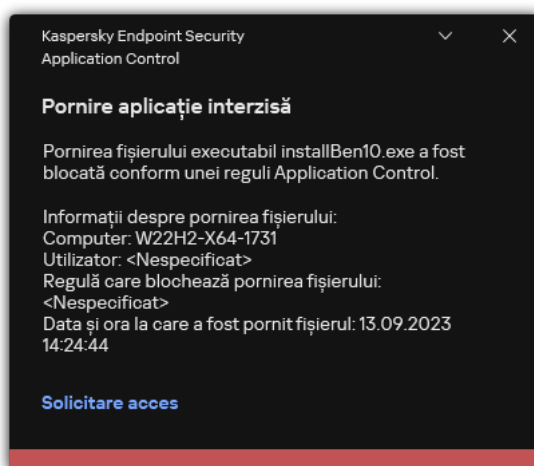 Kaspersky Endpoint Security
Application Control
Pornire aplicație interzisă
Pornirea fișierului executabil installBen10.exe a fost
blocată conform unei reguli Application Control.
Informații despre pornirea fișierului:
Computer: W22H2-X64-1731
Utilizator: <Nespecificat>
Regulă care blochează pornirea fișierului:
<Nespecificat>
Data și ora la care a fost pornit fișierul: 13.09.2023
14:24:44
Solicitare acces